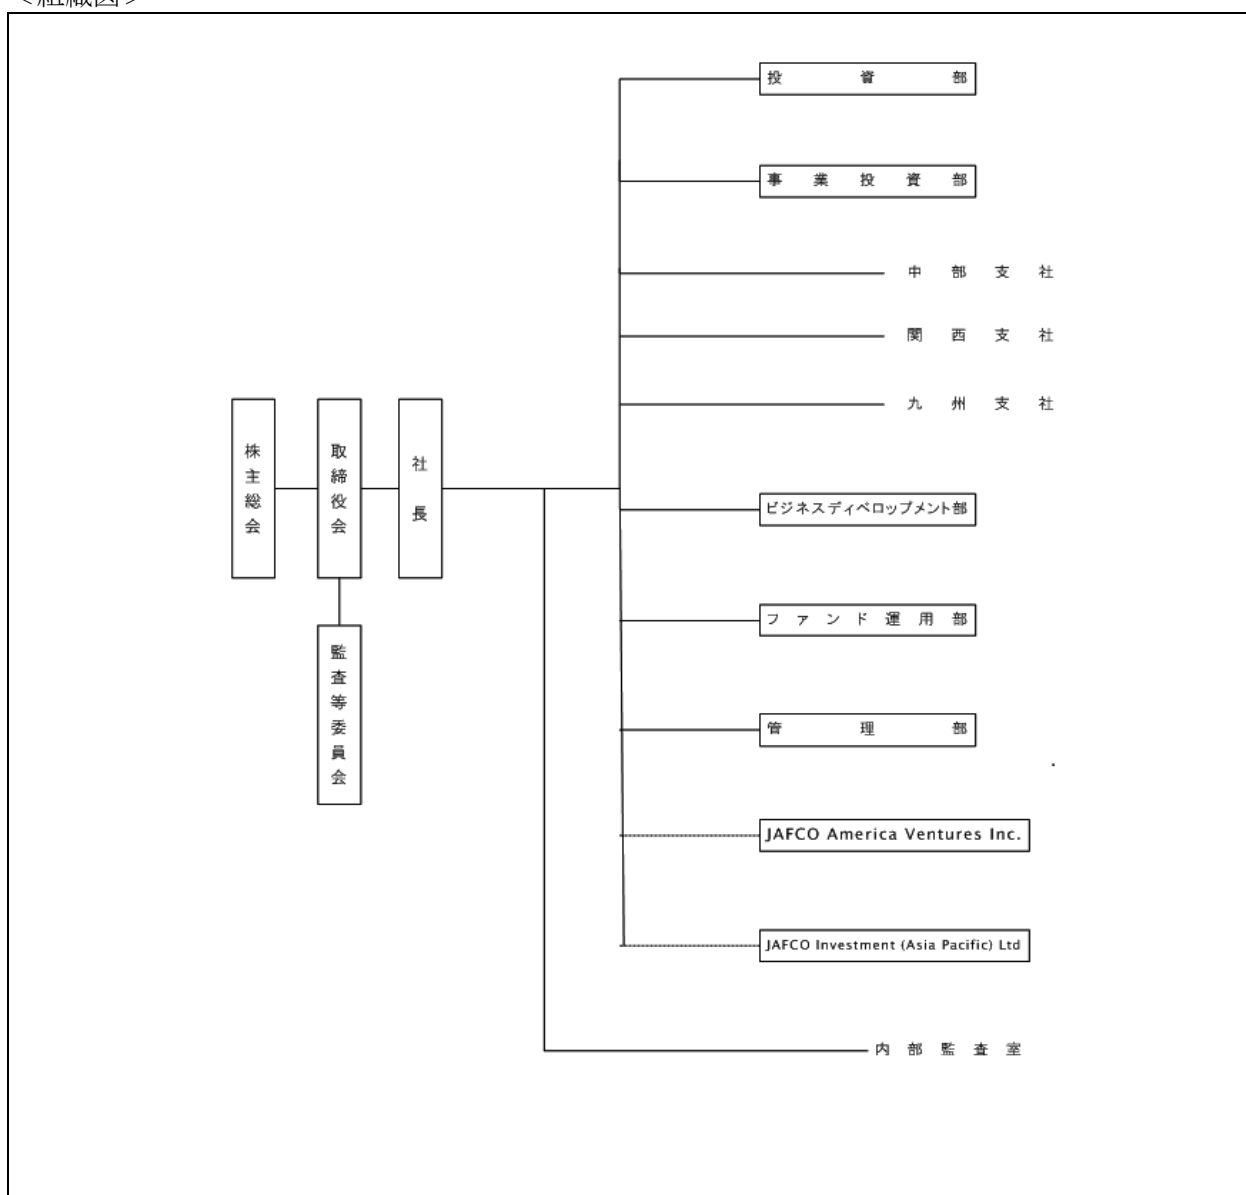 <組織図>
投資部
事業投資部
中部支社
関西支社
九州支社
株主総会
取締役会
社長
ビジネスディベロップメント部
ファンド運用部
監査等委員会
管理部
JAFCO America Ventures Inc.
JAFCO Investment (Asia Pacific) Ltd
内部監査室